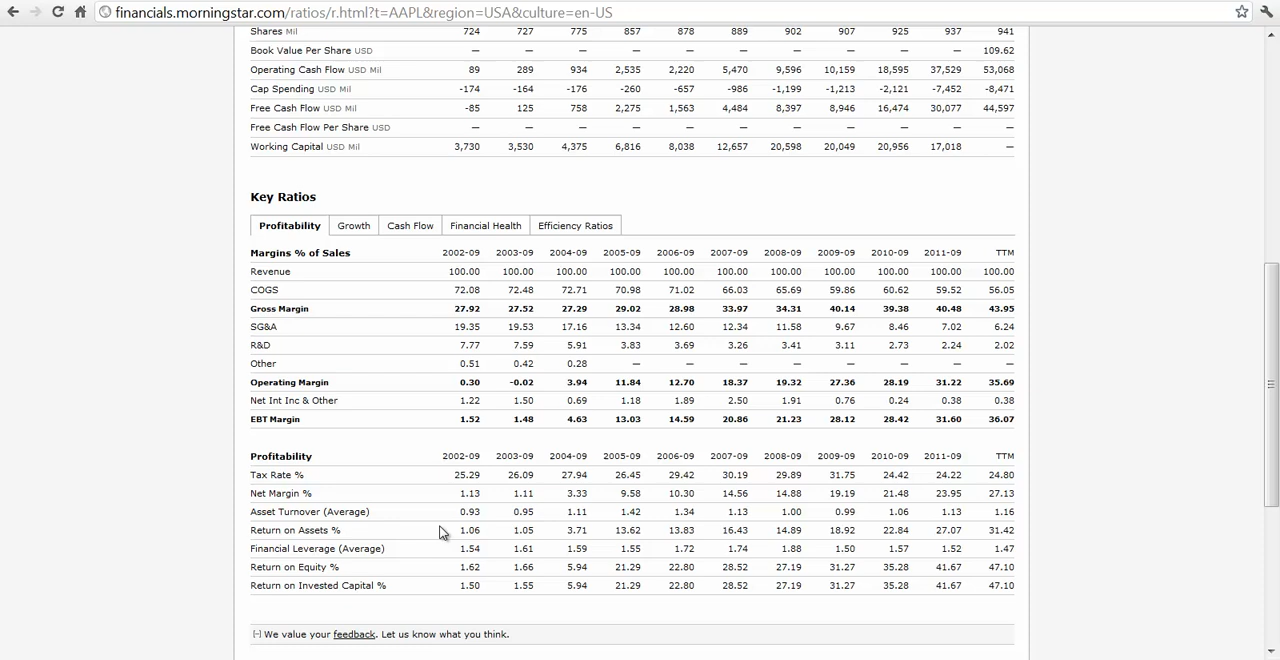 financials.morningstar.com/ratios/r.html?t=AAPL&region=USA&culture=en-US
Shares Mil 724 727 775 857 878 889 902 907 925 937 941
Book Value Per Share USD — — — — — — — — — — 109.62
Operating Cash Flow USD Mil 89 289 934 2,535 2,220 5,470 9,596 10,159 18,595 37,529 53,068
Cap Spending USD Mil -174 -164 -176 -260 -657 -986 -1,199 -1,213 -2,121 -7,452 -8,471
Free Cash Flow USD Mil -85 125 758 2,275 1,563 4,484 8,397 8,946 16,474 30,077 44,597
Free Cash Flow Per Share USD — — — — — — — — — — —
Working Capital USD Mil 3,730 3,530 4,375 6,816 8,038 12,657 20,598 20,049 20,956 17,018 —
Key Ratios
Profitability Growth Cash Flow Financial Health Efficiency Ratios
Margins % of Sales 2002-09 2003-09 2004-09 2005-09 2006-09 2007-09 2008-09 2009-09 2010-09 2011-09 TTM
Revenue 100.00 100.00 100.00 100.00 100.00 100.00 100.00 100.00 100.00 100.00 100.00
COGS 72.08 72.48 72.71 70.98 71.02 66.03 65.69 59.86 60.62 59.52 56.05
Gross Margin 27.92 27.52 27.29 29.02 28.98 33.97 34.31 40.14 39.38 40.48 43.95
SG&A 19.35 19.53 17.16 13.34 12.60 12.34 11.58 9.67 8.46 7.02 6.24
R&D 7.77 7.59 5.91 3.83 3.69 3.26 3.41 3.11 2.73 2.24 2.02
Other 0.51 0.42 0.28 — — — — — — — —
Operating Margin 0.30 -0.02 3.94 11.84 12.70 18.37 19.32 27.36 28.19 31.22 35.69
Net Int Inc & Other 1.22 1.50 0.69 1.18 1.89 2.50 1.91 0.76 0.24 0.38 0.38
EBT Margin 1.52 1.48 4.63 13.03 14.59 20.86 21.23 28.12 28.42 31.60 36.07
Profitability 2002-09 2003-09 2004-09 2005-09 2006-09 2007-09 2008-09 2009-09 2010-09 2011-09 TTM
Tax Rate % 25.29 26.09 27.94 26.45 29.42 30.19 29.89 31.75 24.42 24.22 24.80
Net Margin % 1.13 1.11 3.33 9.58 10.30 14.56 14.88 19.19 21.48 23.95 27.13
Asset Turnover (Average) 0.93 0.95 1.11 1.42 1.34 1.13 1.00 0.99 1.06 1.13 1.16
Return on Assets % 1.06 1.05 3.71 13.62 13.83 16.43 14.89 18.92 22.84 27.07 31.42
Financial Leverage (Average) 1.54 1.61 1.59 1.55 1.72 1.74 1.88 1.50 1.57 1.52 1.47
Return on Equity % 1.62 1.66 5.94 21.29 22.80 28.52 27.19 31.27 35.28 41.67 47.10
Return on Invested Capital % 1.50 1.55 5.94 21.29 22.80 28.52 27.19 31.27 35.28 41.67 47.10
[-] We value your feedback. Let us know what you think.